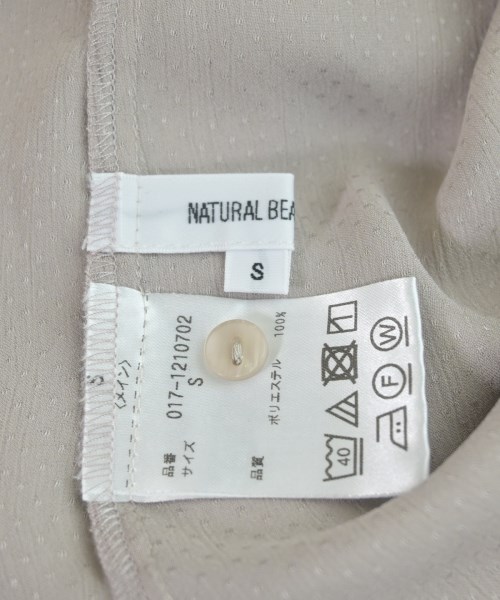 NATURAL BEA
S
S
〈メイン〉
品番 017-1210702
サイズ S
品質
ポリエステル 100%
40
F
W